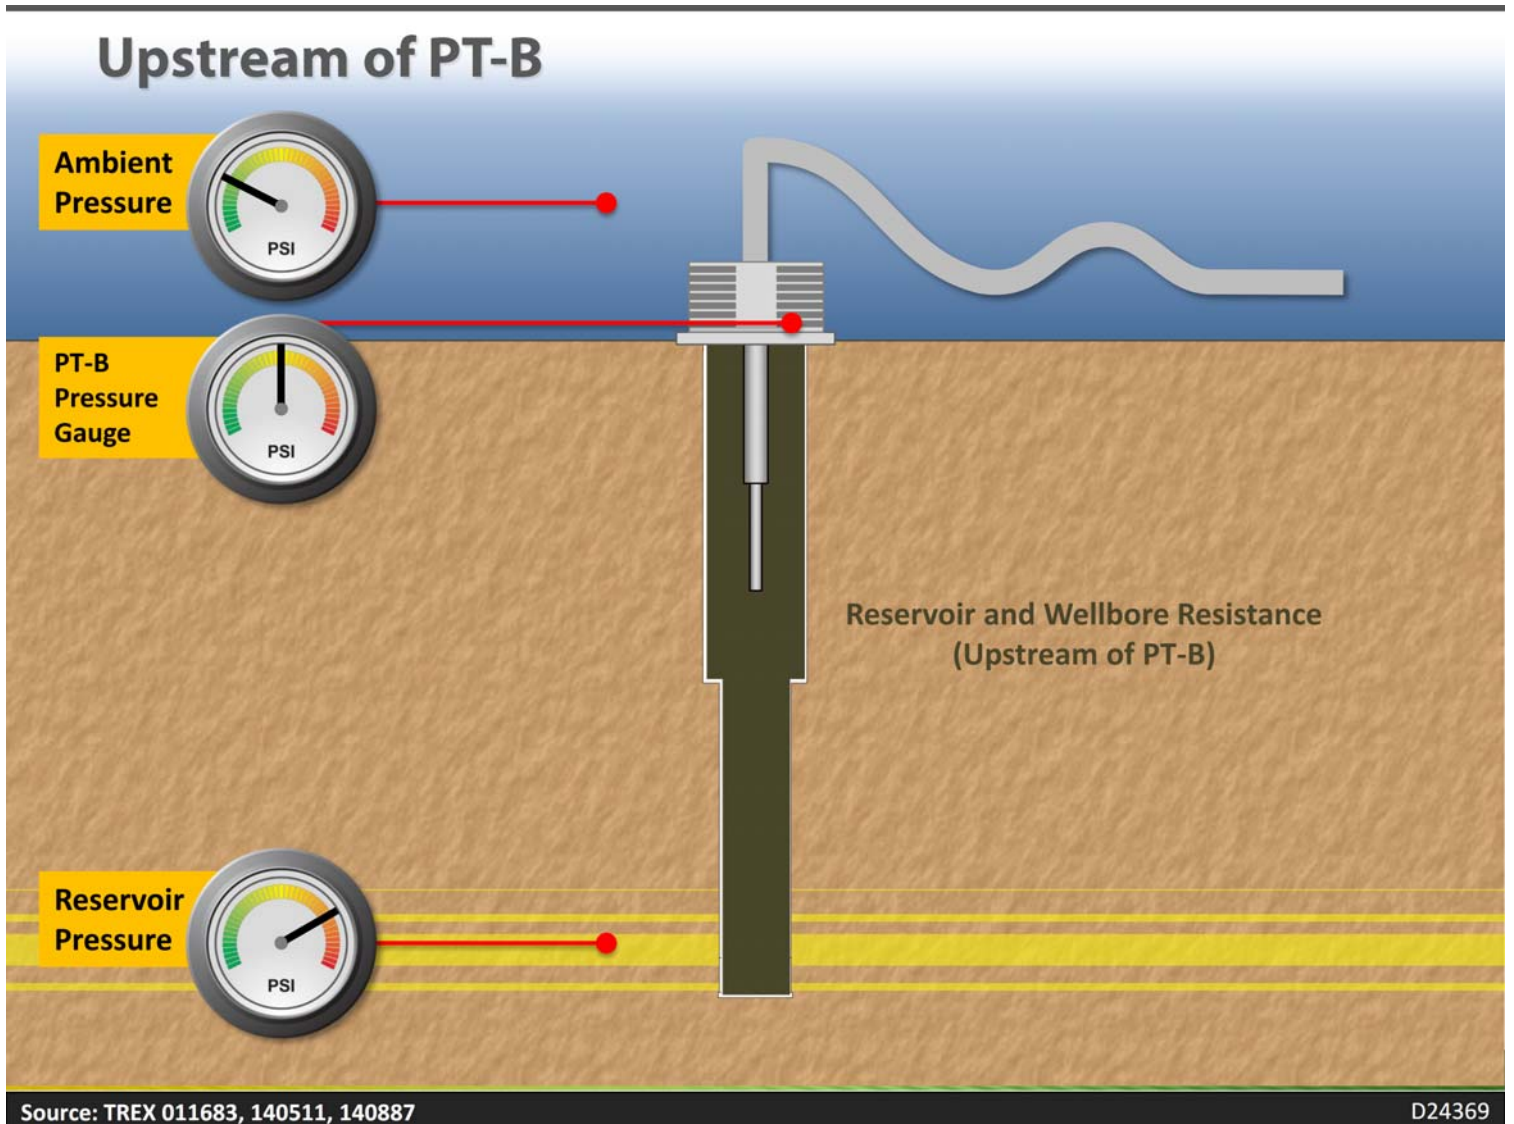 Upstream of PT-B
Ambient
Pressure
PSI
PT-B
Pressure
Gauge
PSI
Reservoir and Wellbore Resistance
(Upstream of PT-B)
Reservoir
Pressure
PSI
Source: TREX 011683, 140511, 140887
D24369